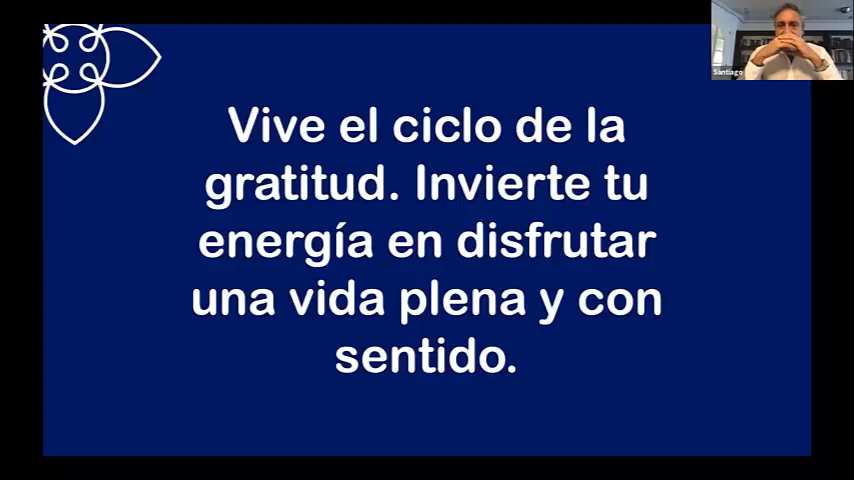 Santiago
Vive el ciclo de la
gratitud. Invierte tu
energía en disfrutar
una vida plena y con
sentido.